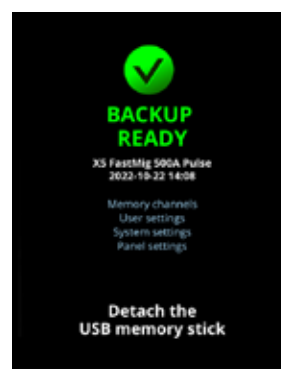 BACKUP
READY
X5 FastMig 500A Pulse
2022-10-22 14:08
Memory channels
User settings
System settings
Panel settings
Detach the
USB memory stick